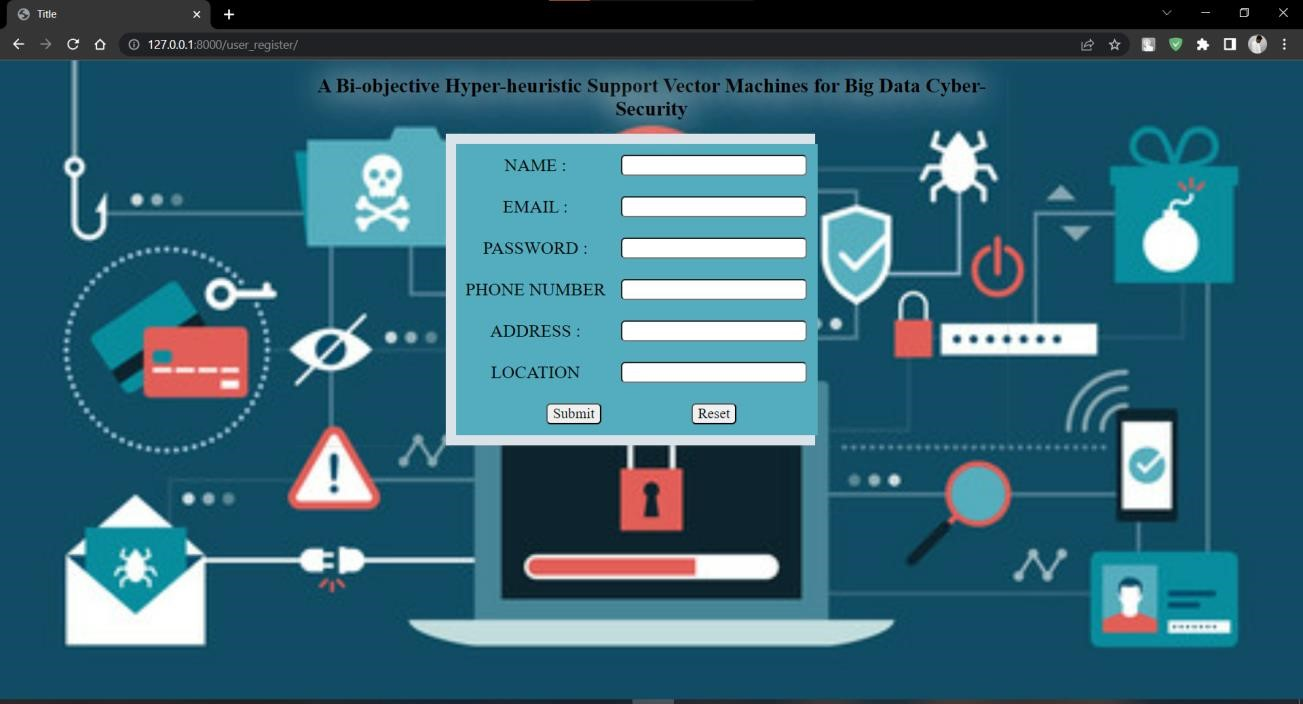 Title
127.0.0.1:8000/user_register/
A Bi-objective Hyper-heuristic Support Vector Machines for Big Data Cyber-
Security
NAME :
EMAIL :
PASSWORD :
PHONE NUMBER
ADDRESS :
LOCATION
Submit Reset